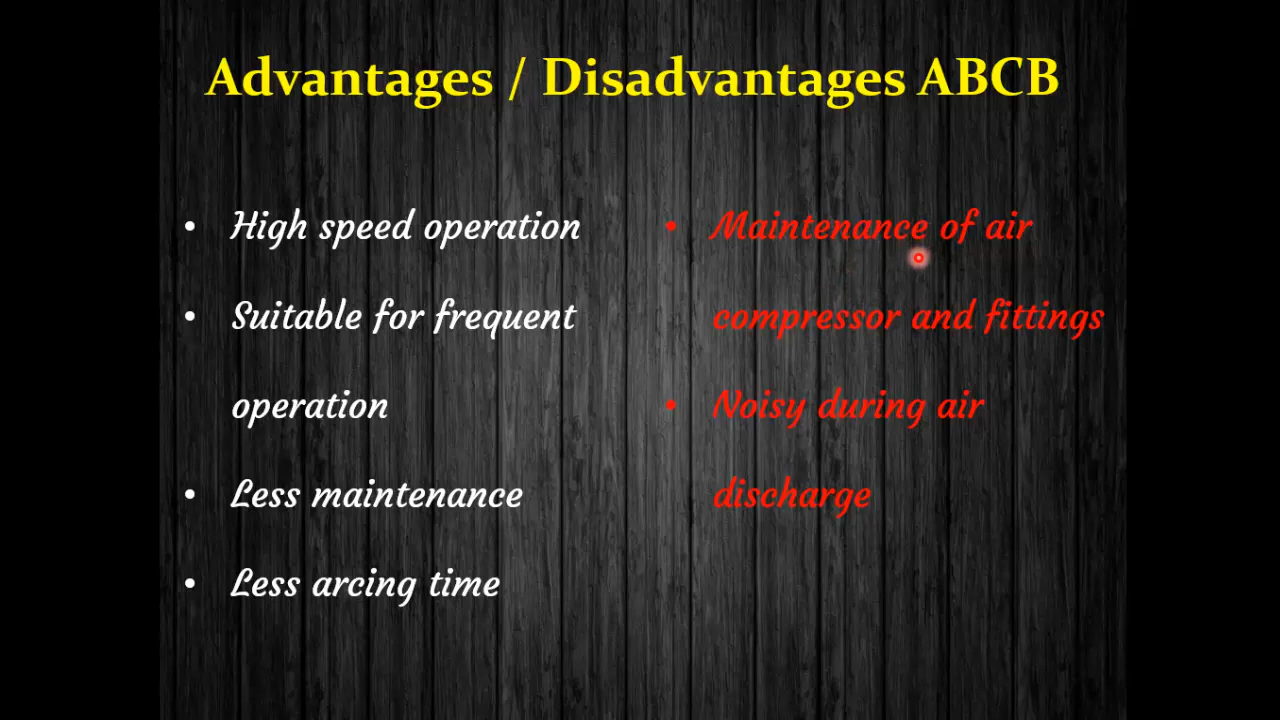 Advantages / Disadvantages ABCB
• High speed operation
• Suitable for frequent
operation
• Less maintenance
• Less arcing time
• Maintenance of air
compressor and fittings
• Noisy during air
discharge